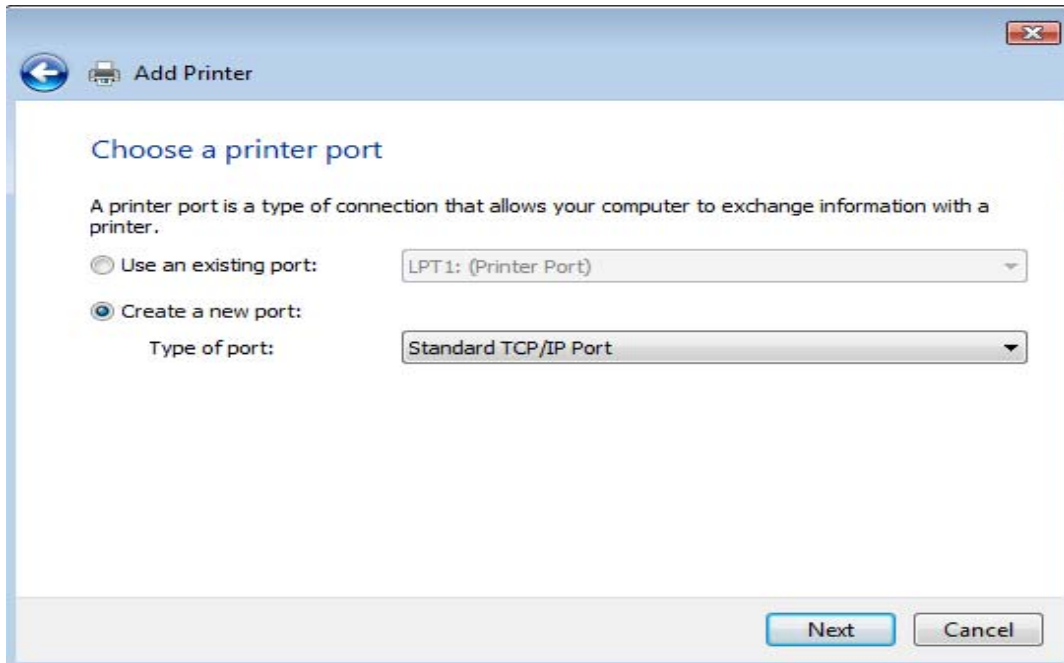 Add Printer
Choose a printer port
A printer port is a type of connection that allows your computer to exchange information with a
printer.
Use an existing port: LPT1: (Printer Port)
Create a new port:
Type of port: Standard TCP/IP Port
Next Cancel